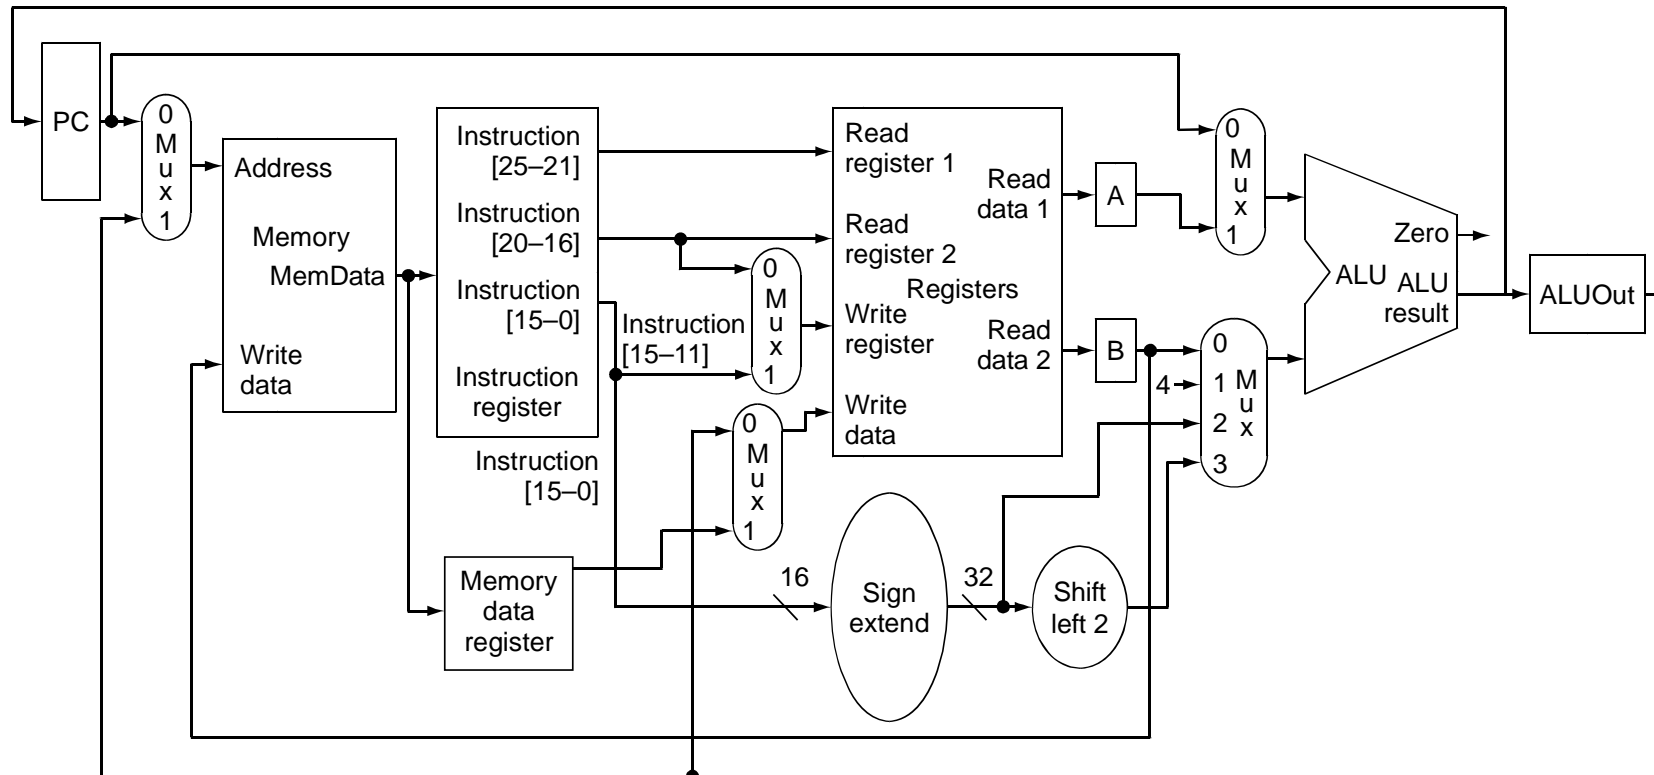 PC
0
M
u
x
1
Address
Memory
MemData
Write
data
Instruction
[25–21]
Instruction
[20–16]
Instruction
[15–0]
Instruction
register
Instruction
[15–11]
Instruction
[15–0]
0
M
u
x
1
0
M
u
x
1
Memory
data
register
Read
register 1
Read
register 2
Registers
Write
register
Write
data
Read
data 1
Read
data 2
16
Sign
extend
32
Shift
left 2
A
B
4
0
M
u
x
1
0
1
2
3
M
u
x
Zero
ALU
ALU
result
ALUOut